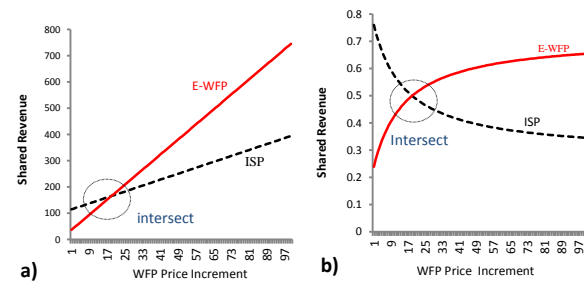 800
700
600
500
400
300
200
100
0
Shared Revenue
E-WFP
ISP
intersect
1 9 17 25 33 41 49 57 65 73 81 89 97
WFP Price Increment
a)
0.8
0.7
0.6
0.5
0.4
0.3
0.2
0.1
0
Shared Revenue
E-WFP
Intersect
ISP
1 9 17 25 33 41 49 57 65 73 81 89 97
WFP Price Increment
b)